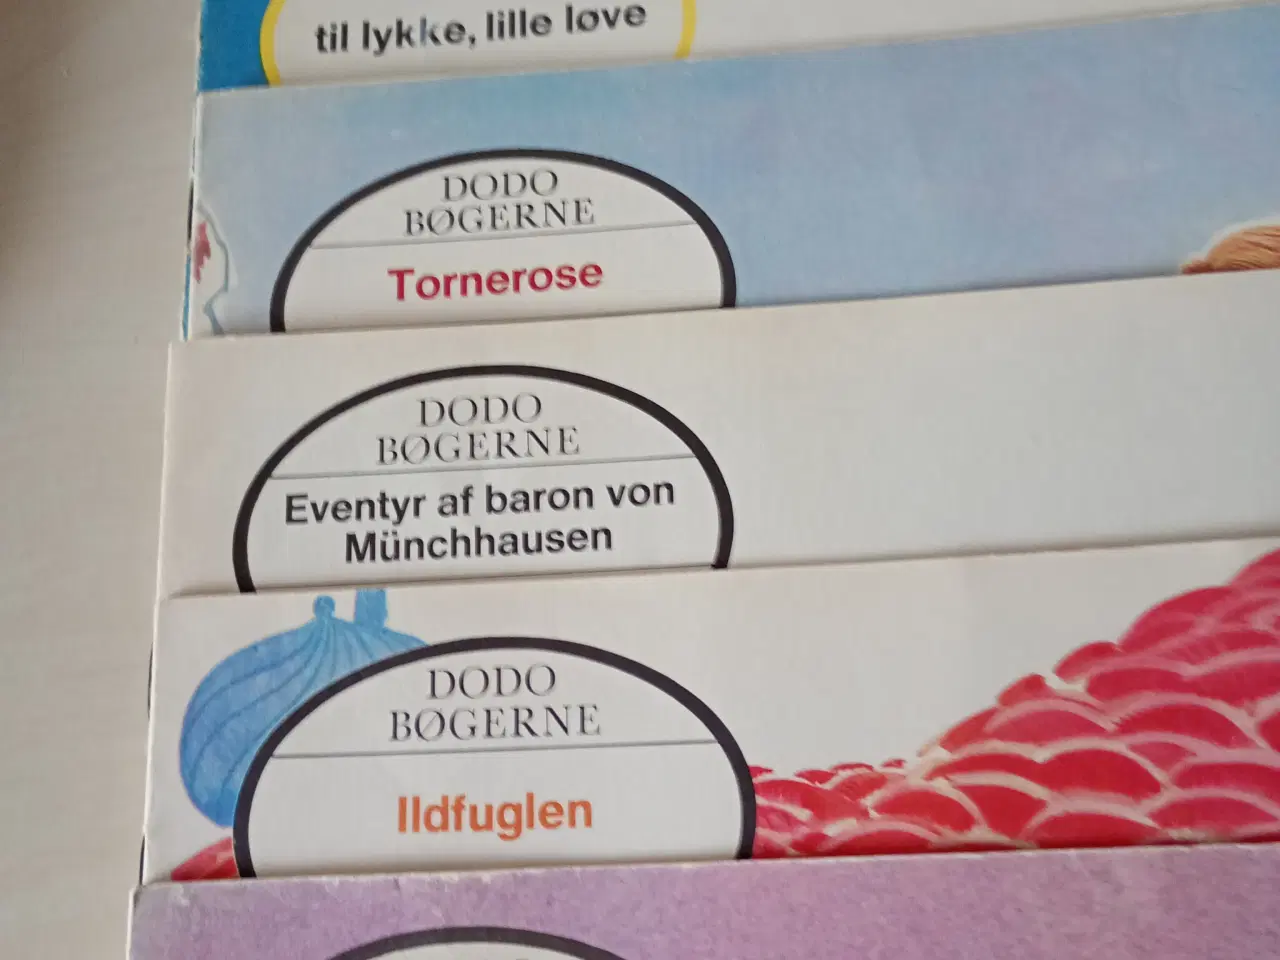 til lykke, lille løve
DODO
BØGERNE
Tornerose
DODO
BØGERNE
Eventyr af baron von
Münchhausen
DODO
BØGERNE
Ildfuglen